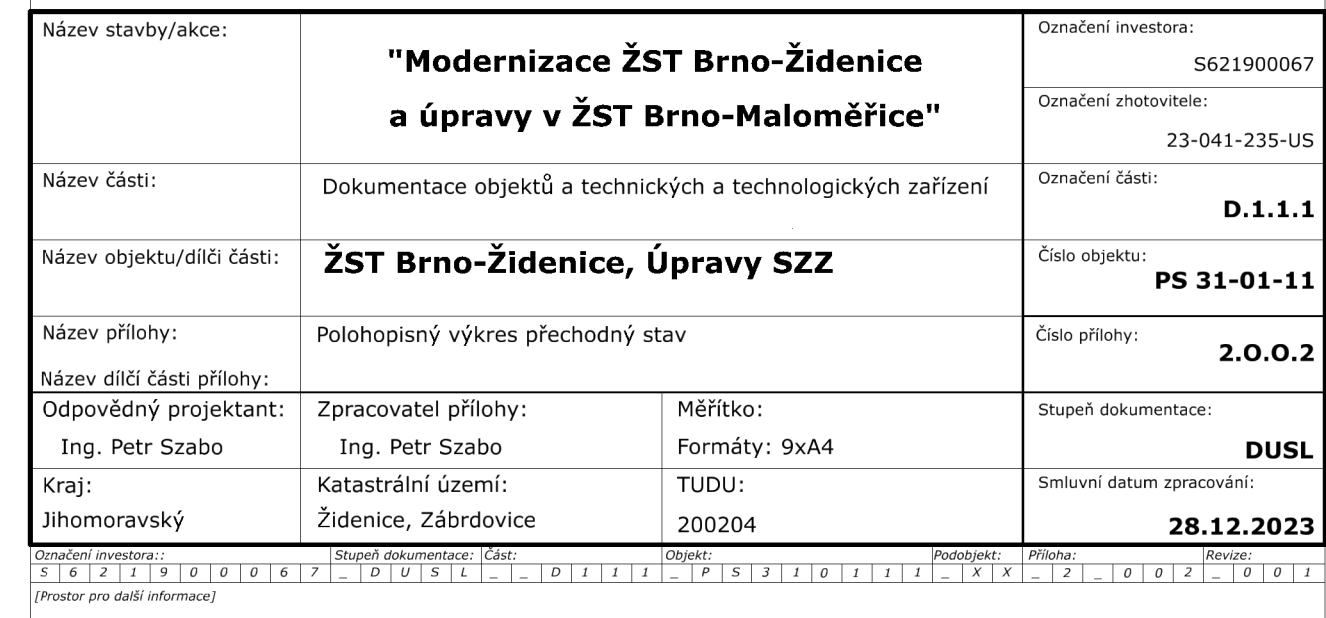 Název stavby/akce:
"Modernizace ŽST Brno-Židenice
a úpravy v ŽST Brno-Maloměřice"
Označení investora:
S621900067
Označení zhotovitele:
23-041-235-US
Název části:
Dokumentace objektů a technických a technologických zařízení
Označení části:
D.1.1.1
Název objektu/dílči části:
ŽST Brno-Židenice, Úpravy SZZ
Číslo objektu:
PS 31-01-11
Název přílohy:
Polohopisný výkres přechodný stav
Číslo přílohy:
2.O.O.2
Název dílčí části přílohy:
Odpovědný projektant:
Ing. Petr Szabo
Zpracovatel přílohy:
Ing. Petr Szabo
Měřítko:
Formáty: 9xA4
Stupeň dokumentace:
DUSL
Kraj:
Jihomoravský
Katastrální území:
Židenice, Zábrdovice
TUDU:
200204
Smluvní datum zpracování:
28.12.2023
Označení investora:: Stupeň dokumentace: Část: Objekt: Podobjekt: Příloha: Revize:
S 6 2 1 9 0 0 0 6 7 _ D U S L _ _ D 1 1 1 _ P S 3 1 0 1 1 1 _ X X _ 2 _ 0 0 2 _ 0 0 1
[Prostor pro další informace]